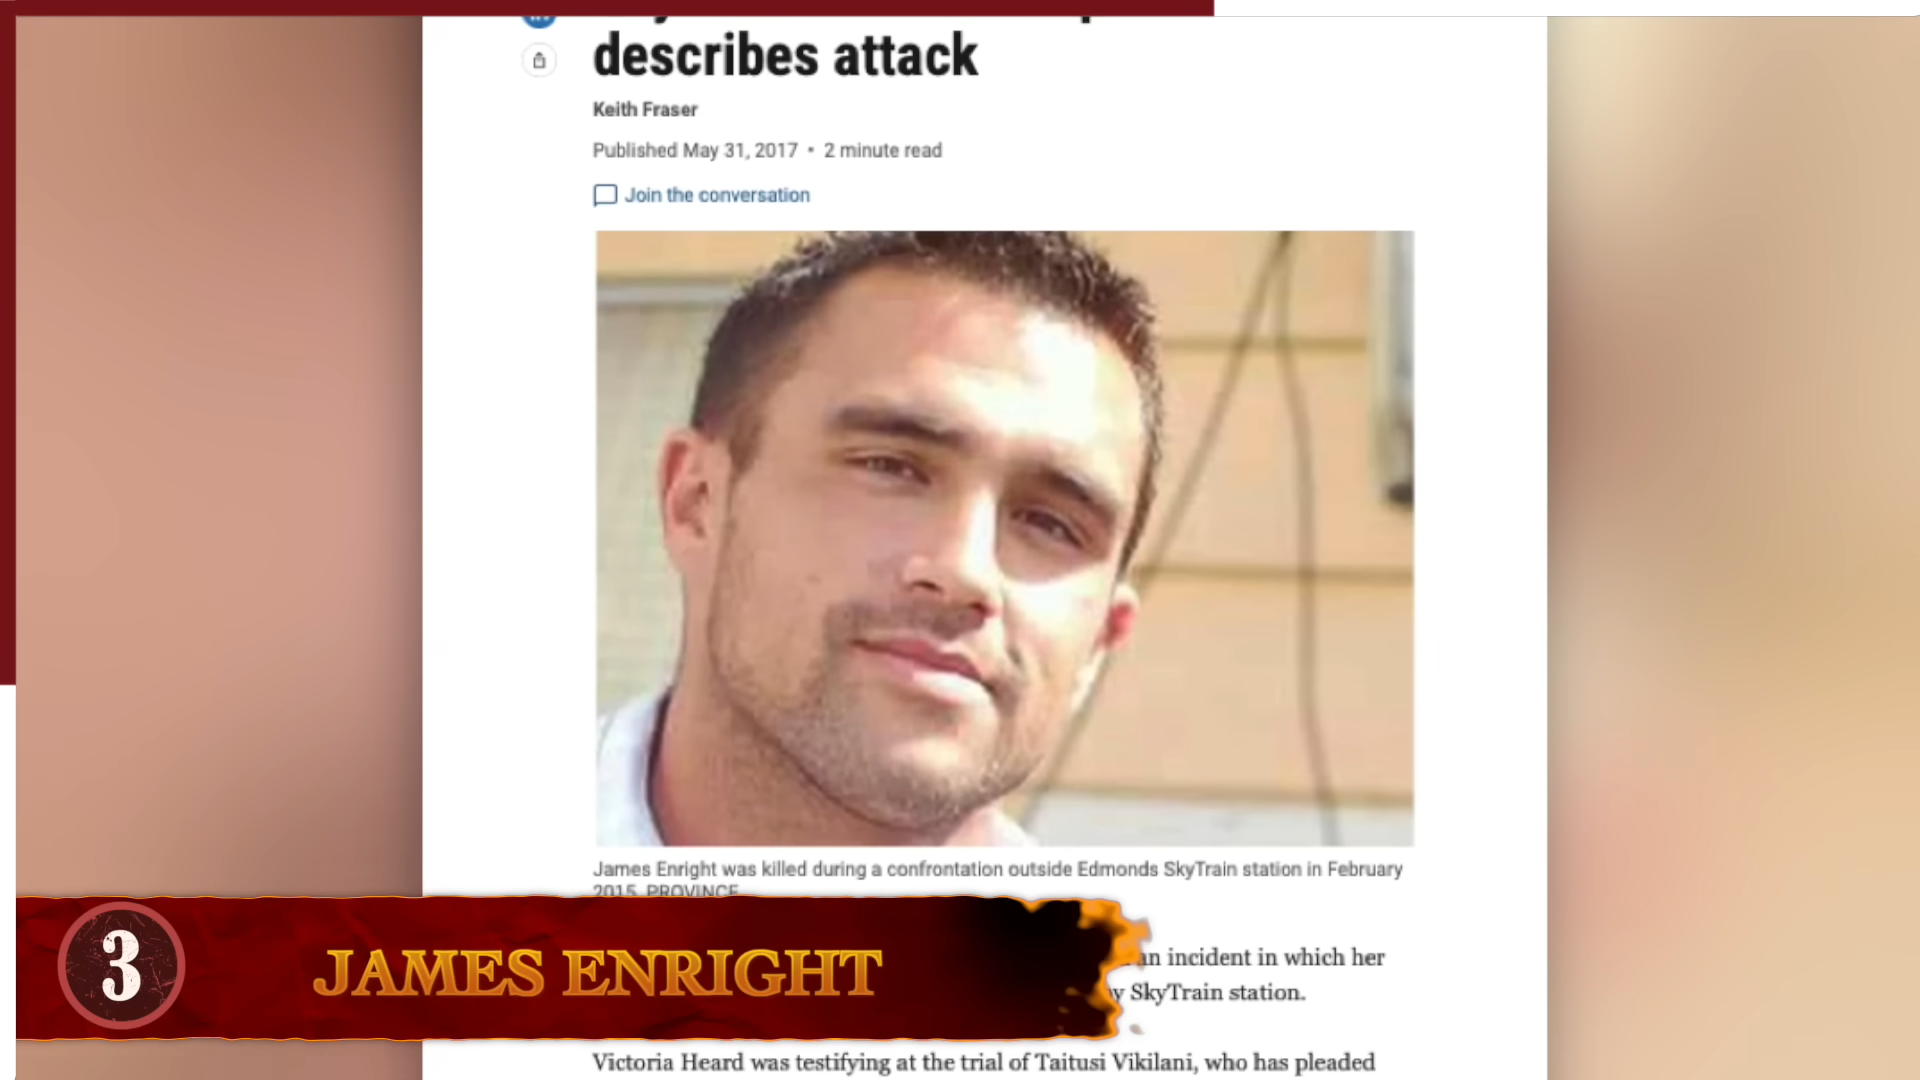 describes attack
Keith Fraser
Published May 31, 2017 • 2 minute read
Join the conversation
James Enright was killed during a confrontation outside Edmonds SkyTrain station in February
2015. PROVINCE
an incident in which her
SkyTrain station.
3
JAMES ENRIGHT
Victoria Heard was testifying at the trial of Taitusi Vikilani, who has pleaded